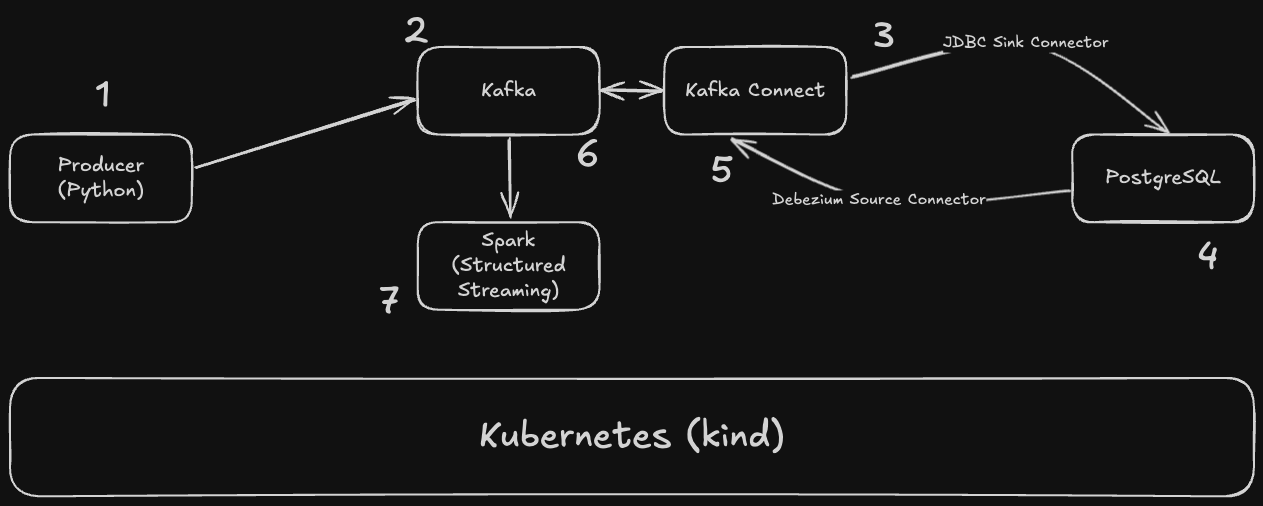 1
2
3
JDBC Sink Connector
Kafka
Kafka Connect
Producer
(Python)
6
5
Debezium Source Connector
PostgreSQL
4
Spark
(Structured
Streaming)
7
Kubernetes (kind)